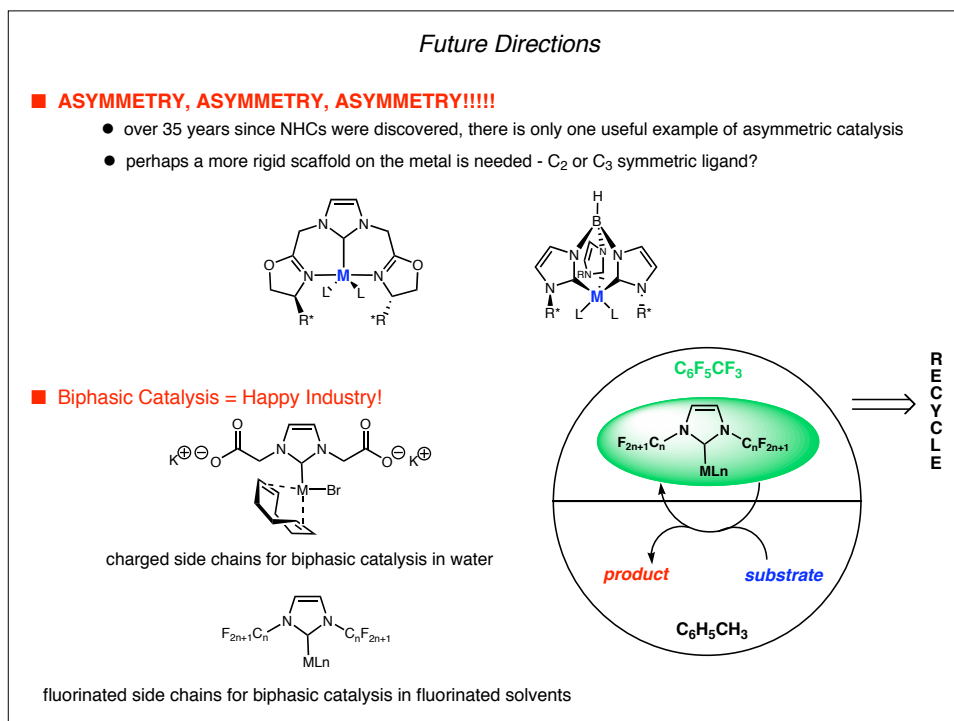 Future Directions
■ ASYMMETRY, ASYMMETRY, ASYMMETRY!!!!!
● over 35 years since NHCs were discovered, there is only one useful example of asymmetric catalysis
● perhaps a more rigid scaffold on the metal is needed - C2 or C3 symmetric ligand?
N N
O O
N M N
L L
R* *R
H
B
N N N
RN
N N
M
L L
R* R*
■ Biphasic Catalysis = Happy Industry!
O O
K⊕ ⊖O N N O⊖ K⊕
M Br
charged side chains for biphasic catalysis in water
N N
F2n+1Cn CnF2n+1
MLn
fluorinated side chains for biphasic catalysis in fluorinated solvents
C6F5CF3
N N
F2n+1Cn CnF2n+1
MLn
product substrate
C6H5CH3
RECYCLE